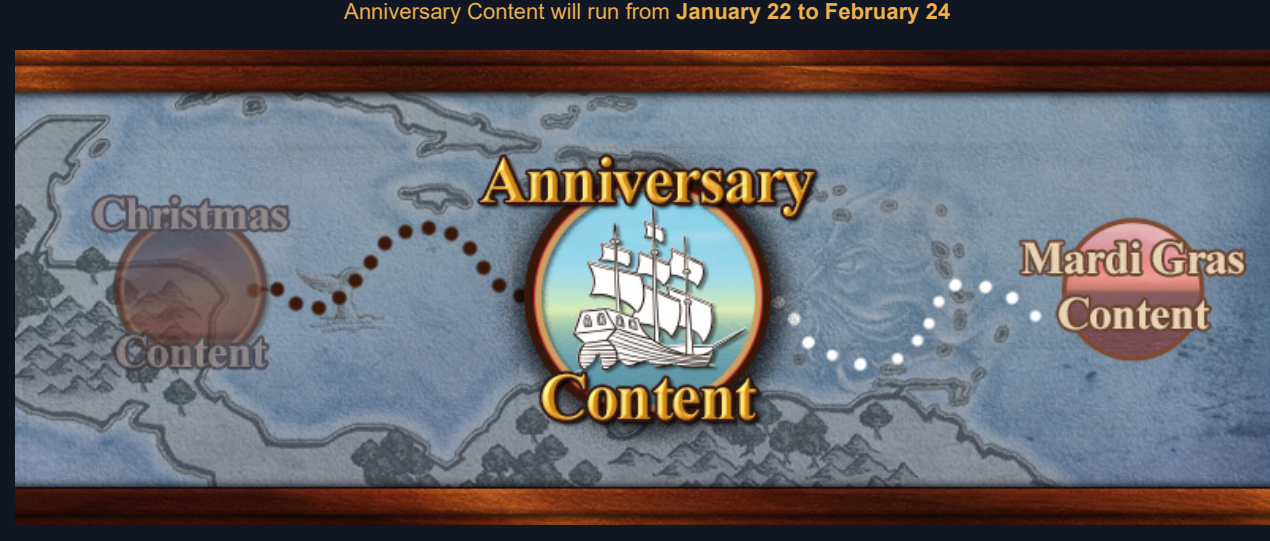 Anniversary Content will run from January 22 to February 24
Christmas
Content
Anniversary
Content
Mardi Gras
Content